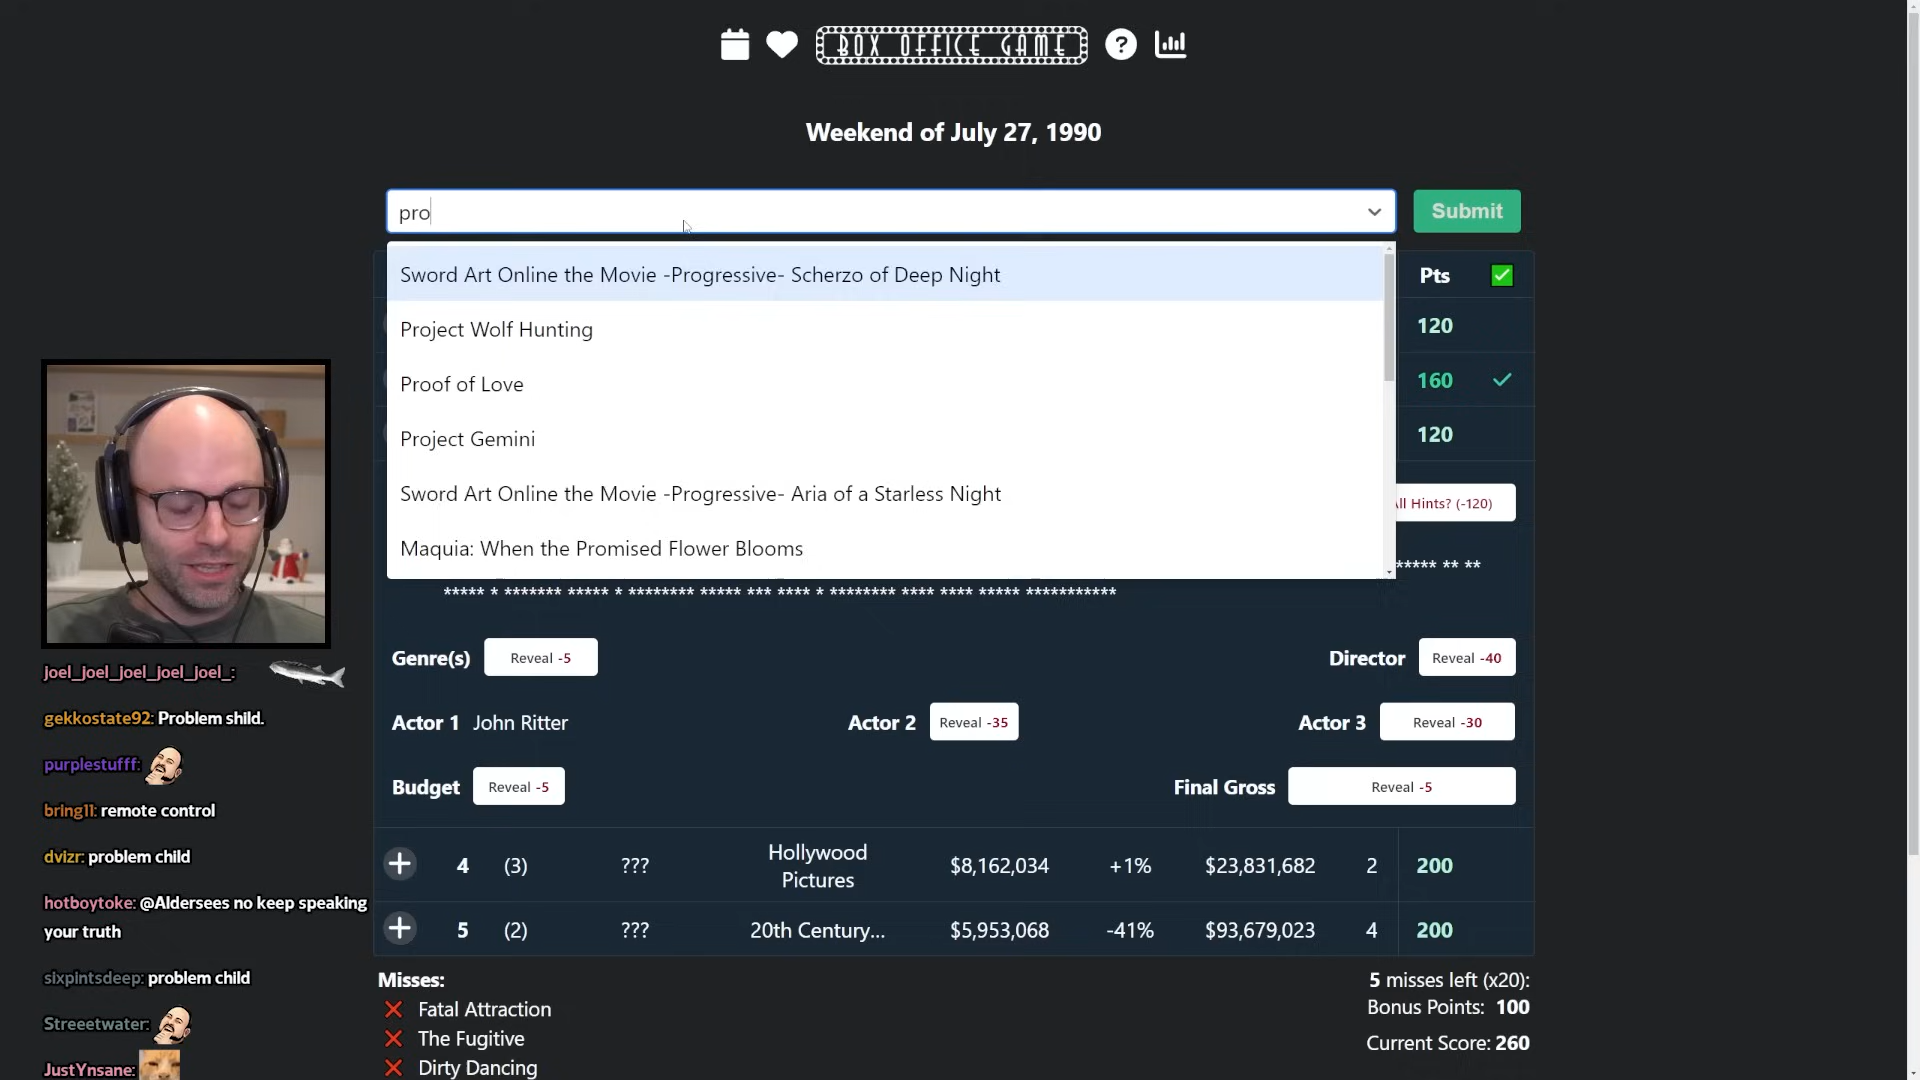 BOX OFFICE GAME
Weekend of July 27, 1990
pro
Submit
Sword Art Online the Movie -Progressive- Scherzo of Deep Night
Project Wolf Hunting
Proof of Love
Project Gemini
Sword Art Online the Movie -Progressive- Aria of a Starless Night
Maquia: When the Promised Flower Blooms
Pts
120
160
120
All Hints? (-120)
***** ** **
***** * ******* ***** * ******** ***** *** **** * ******** **** **** ***** ***********
Genre(s) Reveal -5 Director Reveal -40
Actor 1 John Ritter Actor 2 Reveal -35 Actor 3 Reveal -30
Budget Reveal -5 Final Gross Reveal -5
4 (3) ??? Hollywood Pictures $8,162,034 +1% $23,831,682 2 200
5 (2) ??? 20th Century... $5,953,068 -41% $93,679,023 4 200
Misses:
Fatal Attraction
The Fugitive
Dirty Dancing
5 misses left (x20):
Bonus Points: 100
Current Score: 260
joel_joel_joel_joel_joel_:
gekkostate92: Problem shild.
purplestufff:
bring11: remote control
dvizr: problem child
hotboytoke: @Aldersees no keep speaking
your truth
sixpintsdeep: problem child
Streeetwater:
JustYnsane: